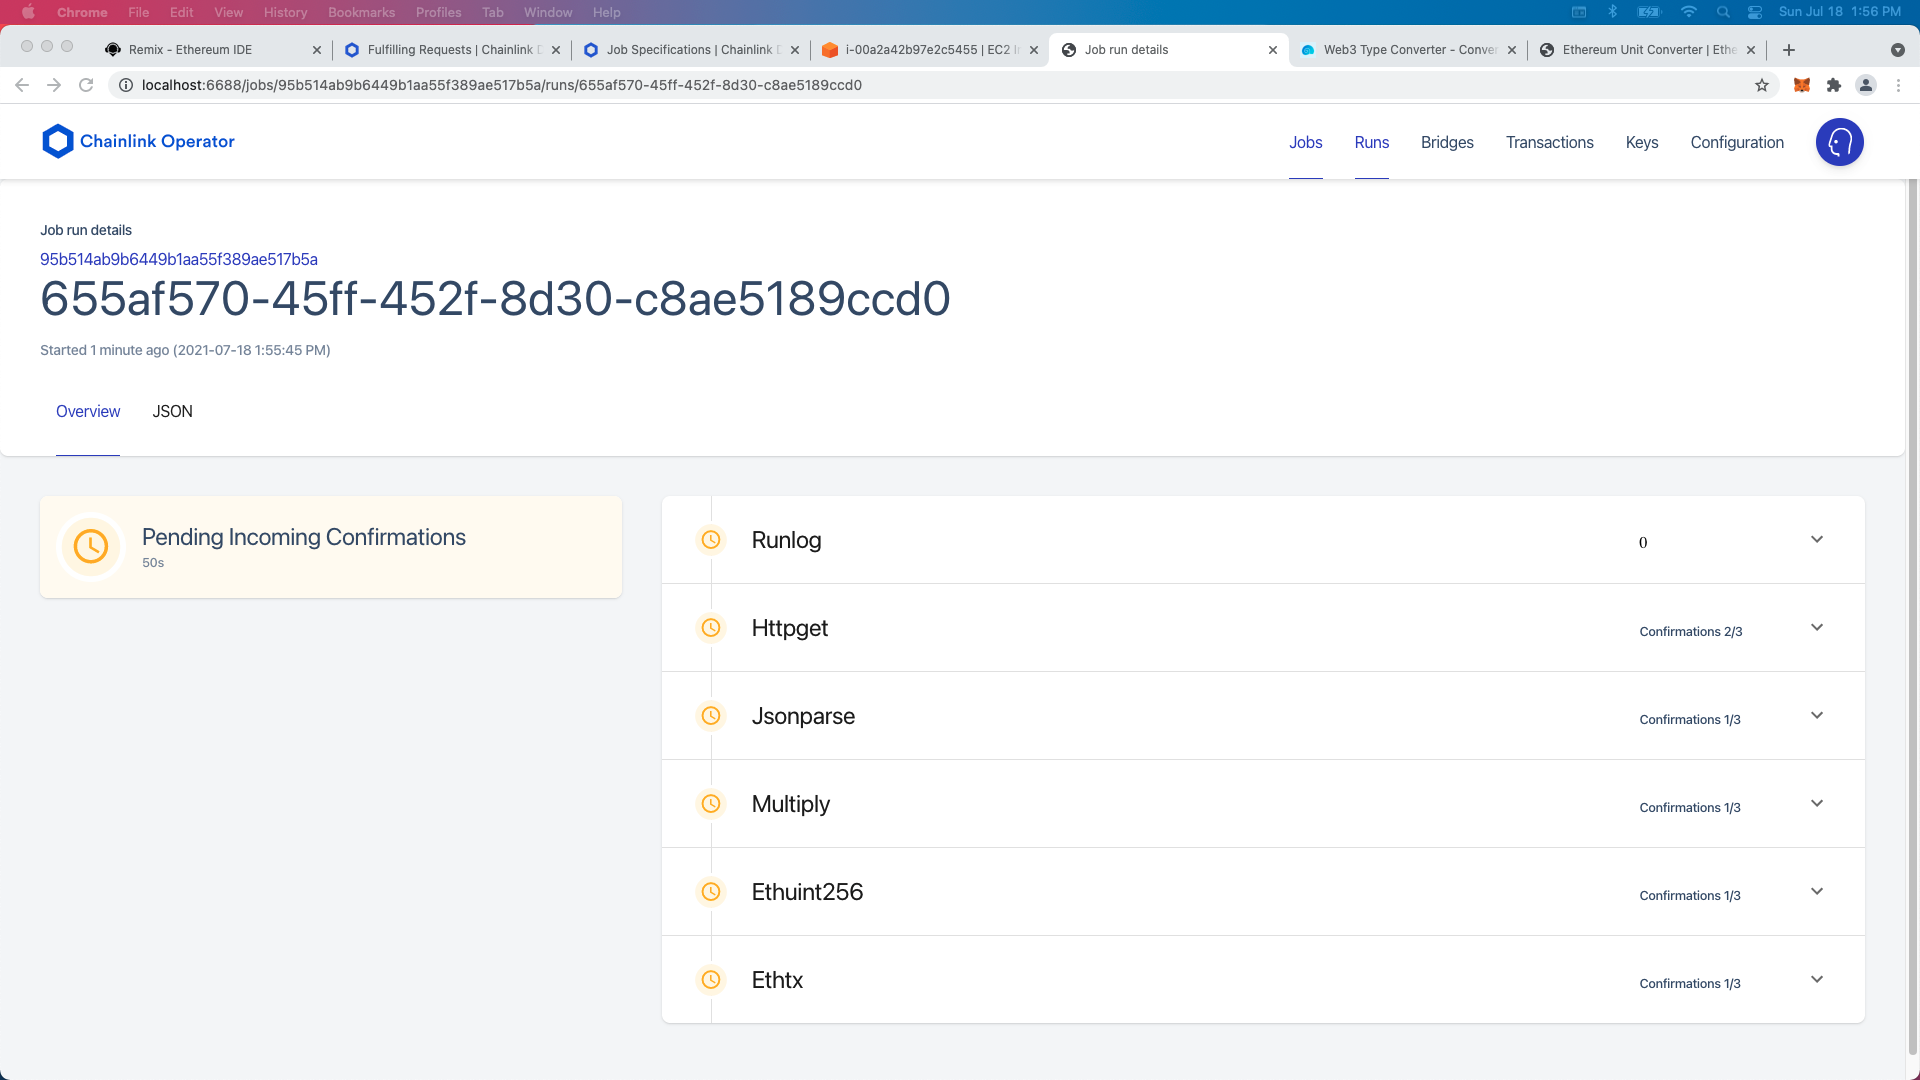 Chrome File Edit View History Bookmarks Profiles Tab Window Help Sun Jul 18 1:56 PM
Remix - Ethereum IDE Fulfilling Requests | Chainlink Job Specifications | Chainlink i-00a2a42b97e2c5455 | EC2 Job run details Web3 Type Converter - Conver Ethereum Unit Converter | Ethe
localhost:6688/jobs/95b514ab9b6449b1aa55f389ae517b5a/runs/655af570-45ff-452f-8d30-c8ae5189ccd0
Chainlink Operator Jobs Runs Bridges Transactions Keys Configuration
Job run details
95b514ab9b6449b1aa55f389ae517b5a
655af570-45ff-452f-8d30-c8ae5189ccd0
Started 1 minute ago (2021-07-18 1:55:45 PM)
Overview JSON
Pending Incoming Confirmations
50s
Runlog 0
Httpget Confirmations 2/3
Jsonparse Confirmations 1/3
Multiply Confirmations 1/3
Ethuint256 Confirmations 1/3
Ethtx Confirmations 1/3